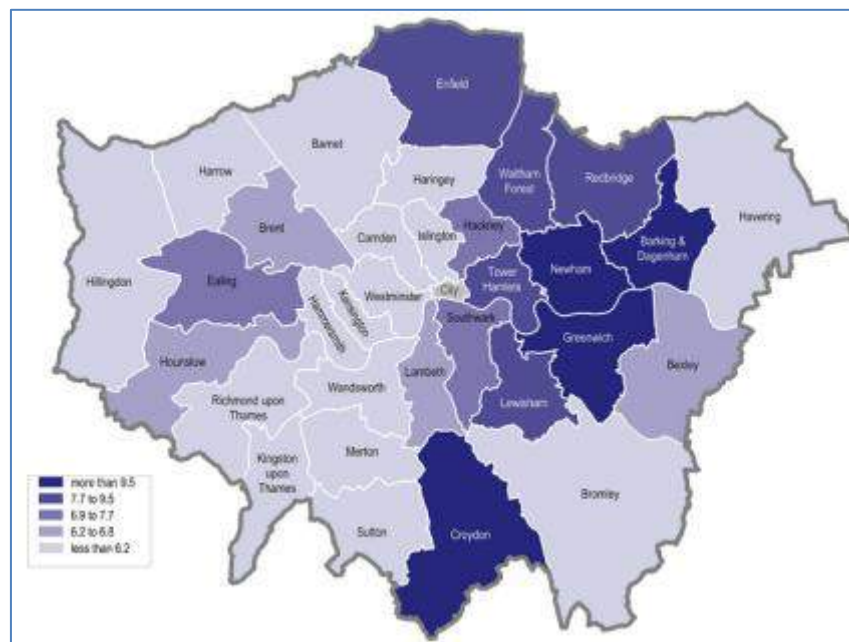 Enfield
Barnet
Harrow
Haringey
Waltham
Forest
Redbridge
Havering
Brent
Camden
Islington
Hackney
Barking &
Dagenham
Hillingdon
Ealing
Westminster
City
Tower
Hamlets
Newham
Kensington
Hammersmith
Southwark
Greenwich
Hounslow
Lambeth
Bexley
Richmond upon
Thames
Wandsworth
Lewisham
Merton
Kingston
upon
Thames
Bromley
Sutton
Croydon
more than 9.5
7.7 to 9.5
6.9 to 7.7
6.2 to 6.8
less than 6.2